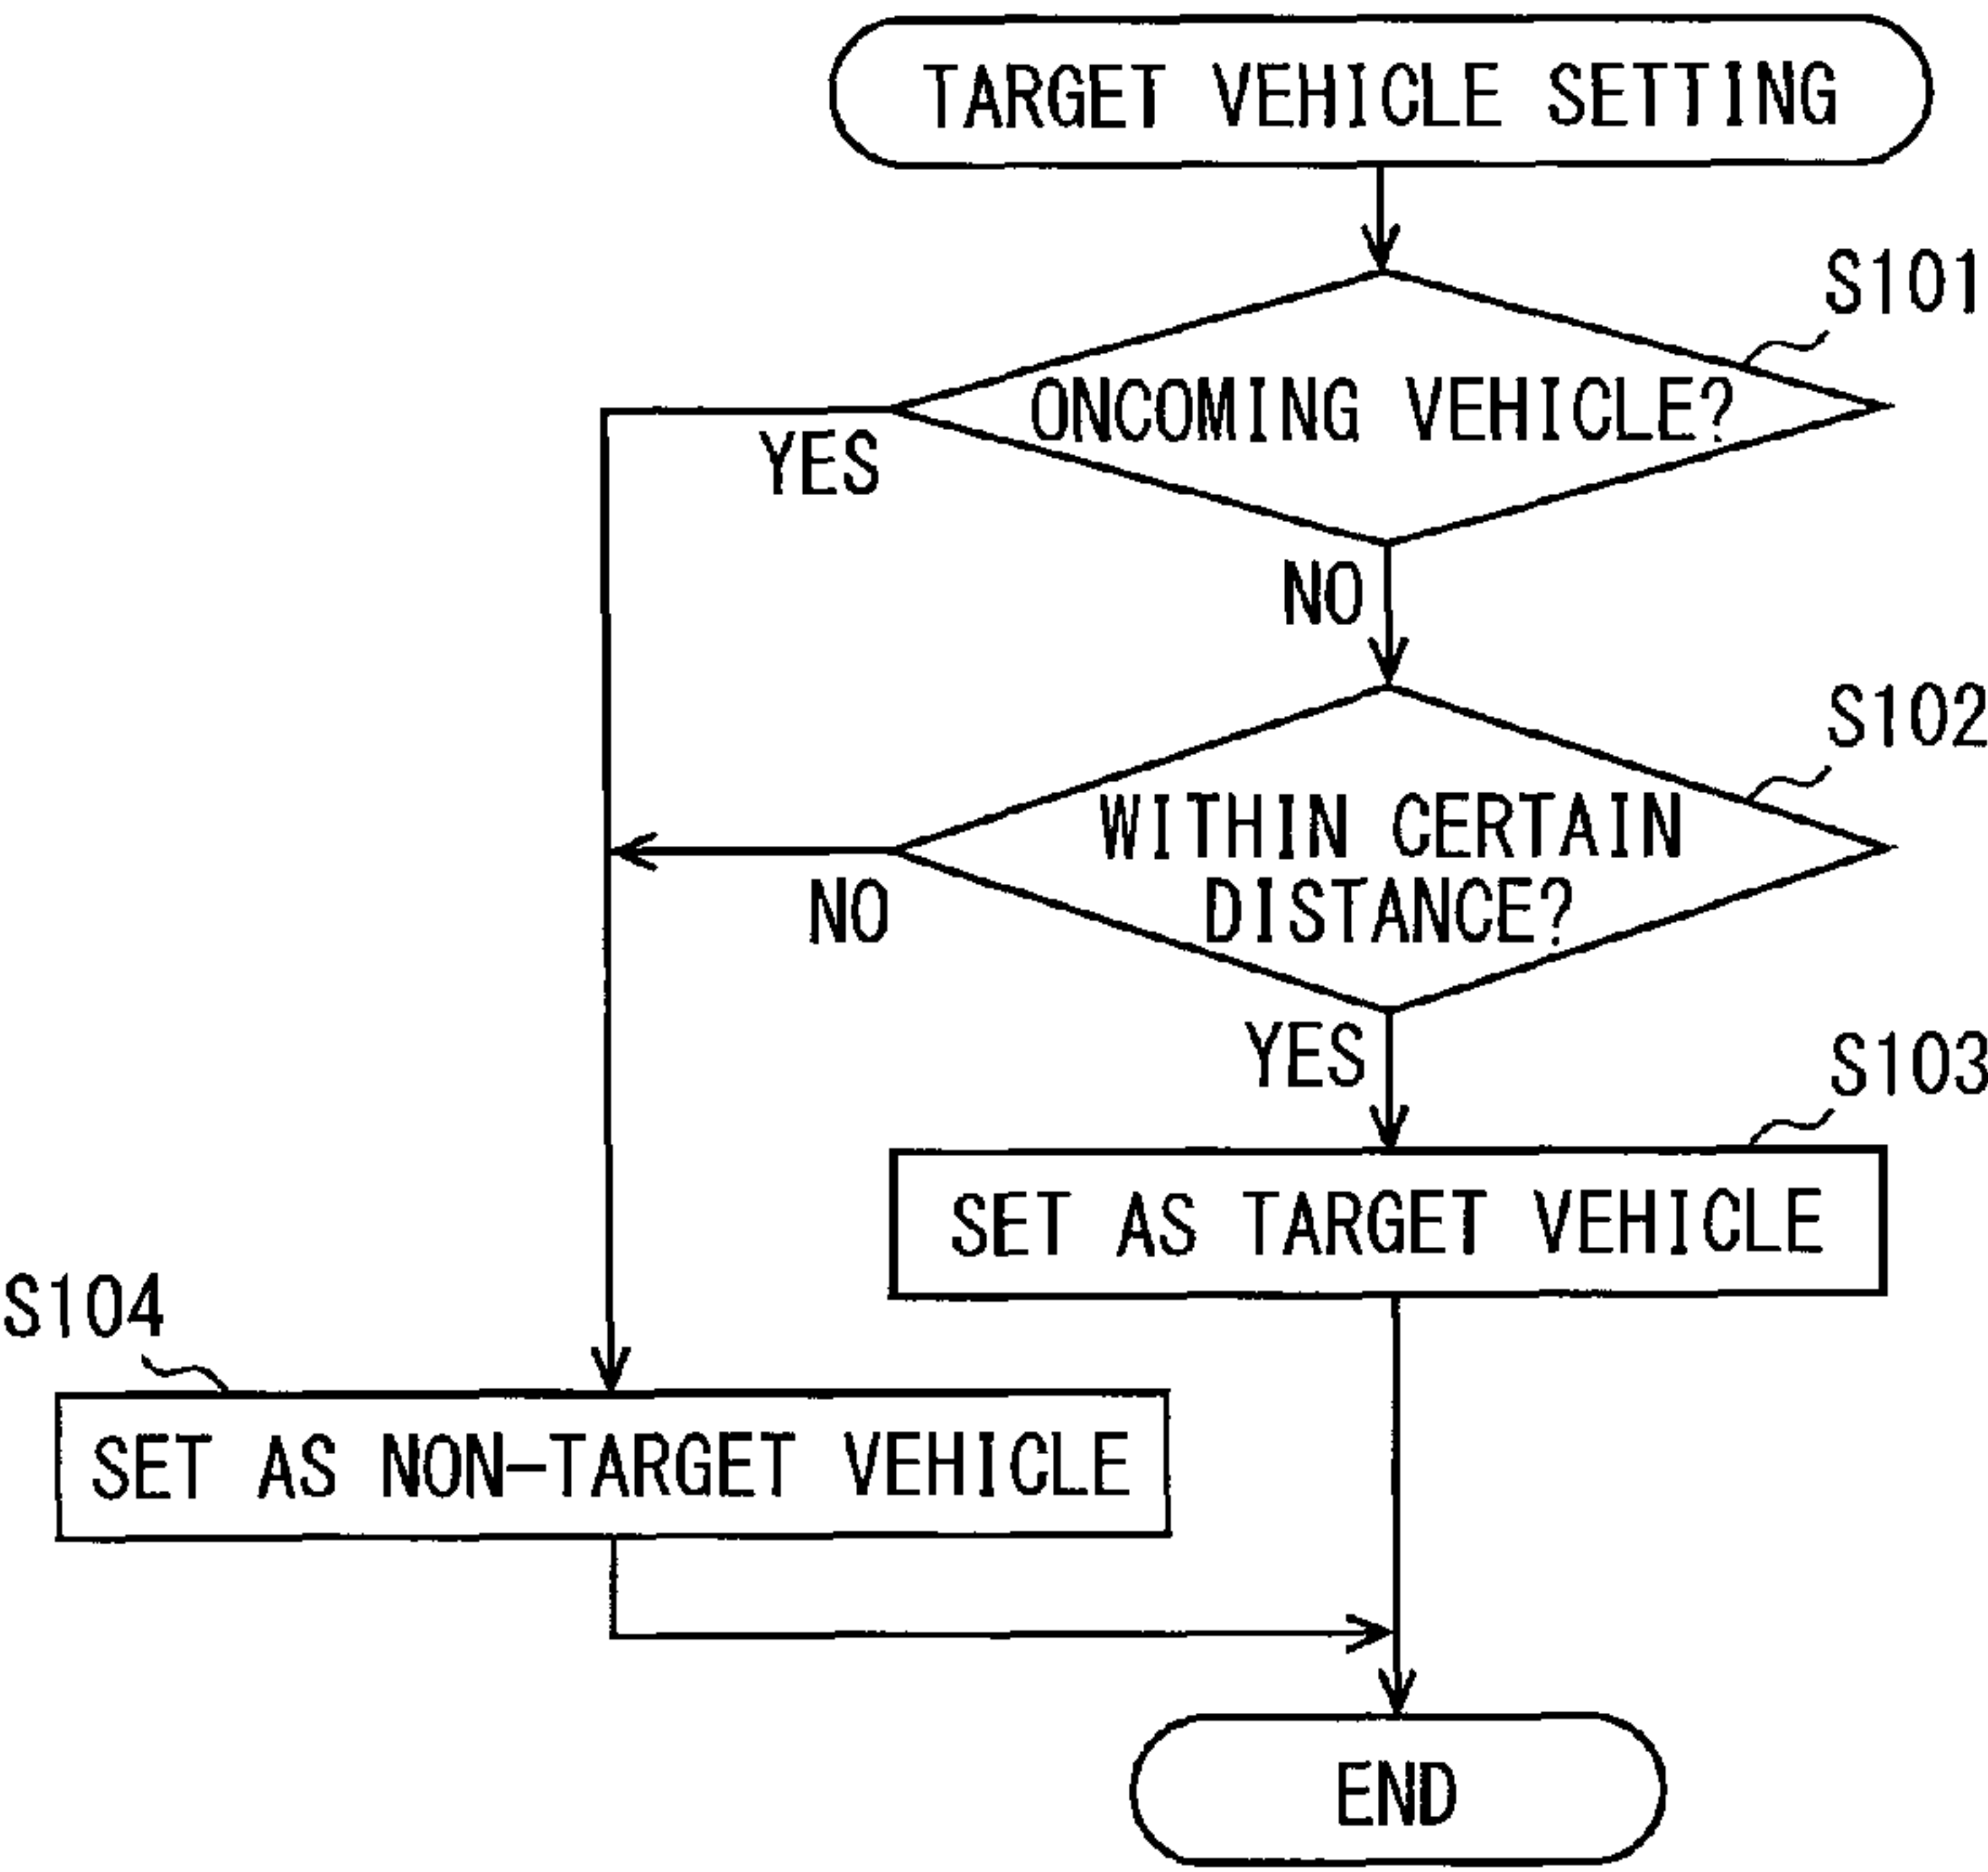 TARGET VEHICLE SETTING
S101
ONCOMING VEHICLE?
YES
NO
S102
WITHIN CERTAIN
DISTANCE?
NO
YES
S103
SET AS TARGET VEHICLE
S104
SET AS NON-TARGET VEHICLE
END